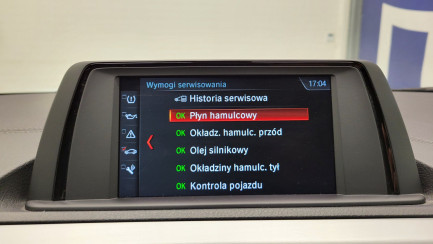 Wymogi serwisowania 17:04
Historia serwisowa
OK Płyn hamulcowy
OK Okładz. hamulc. przód
OK Olej silnikowy
OK Okładziny hamulc. tył
OK Kontrola pojazdu